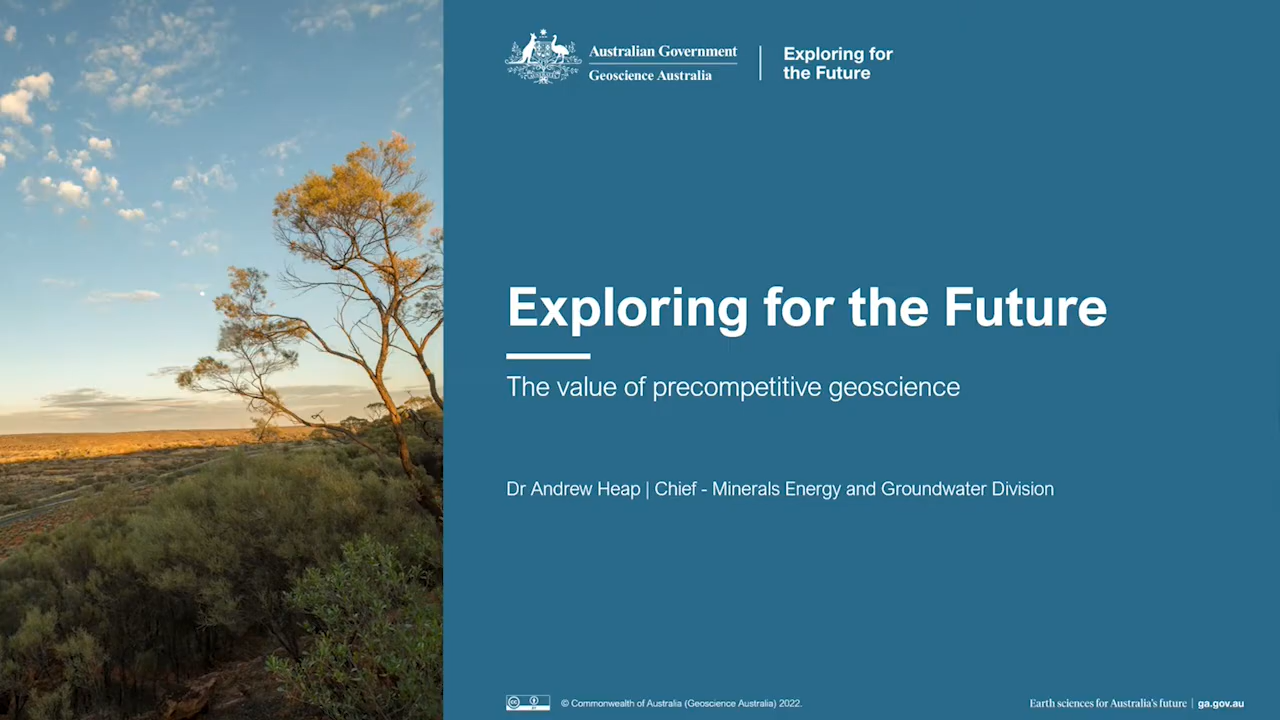 Australian Government
Geoscience Australia
Exploring for
the Future
Exploring for the Future
The value of precompetitive geoscience
Dr Andrew Heap | Chief - Minerals Energy and Groundwater Division
© Commonwealth of Australia (Geoscience Australia) 2022.
Earth sciences for Australia's future | ga.gov.au